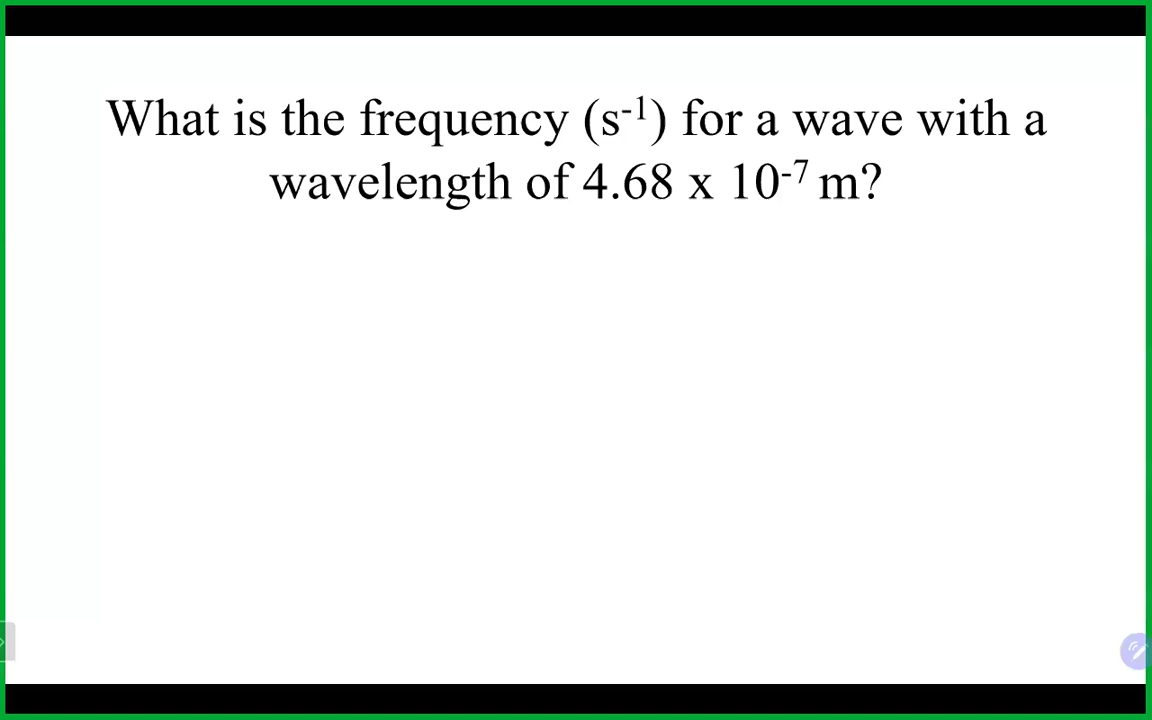 What is the frequency (s⁻¹) for a wave with a
wavelength of 4.68 x 10⁻⁷ m?